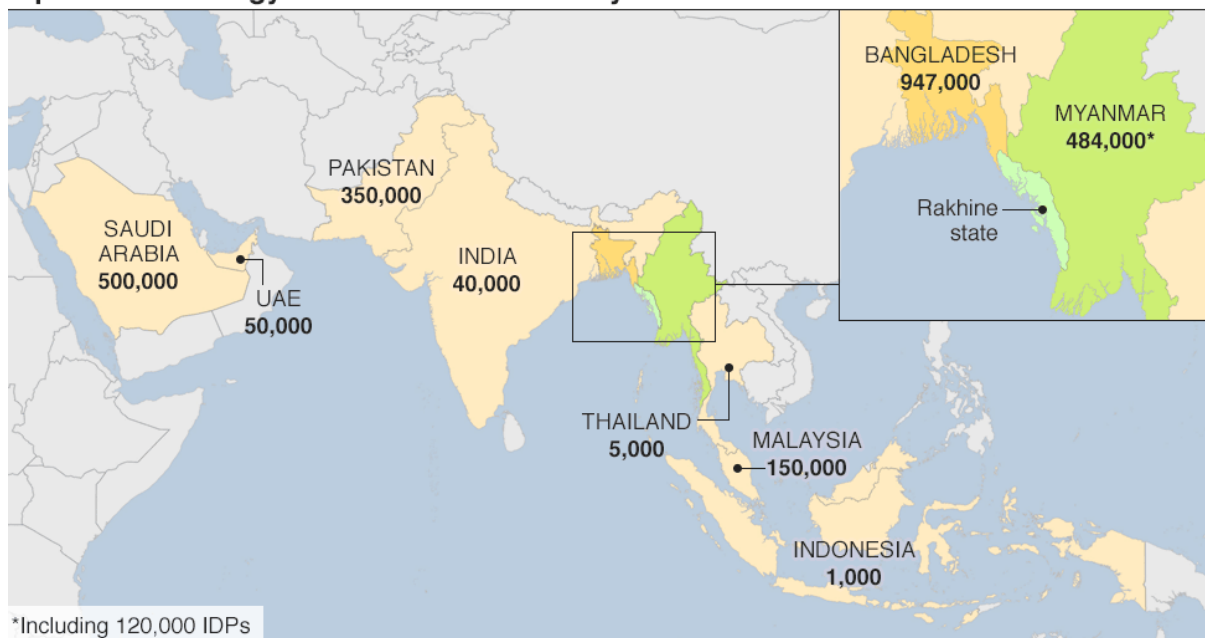 BANGLADESH
947,000
MYANMAR
484,000*
Rakhine
state
PAKISTAN
350,000
SAUDI
ARABIA
500,000
INDIA
40,000
UAE
50,000
THAILAND
5,000
MALAYSIA
150,000
INDONESIA
1,000
*Including 120,000 IDPs